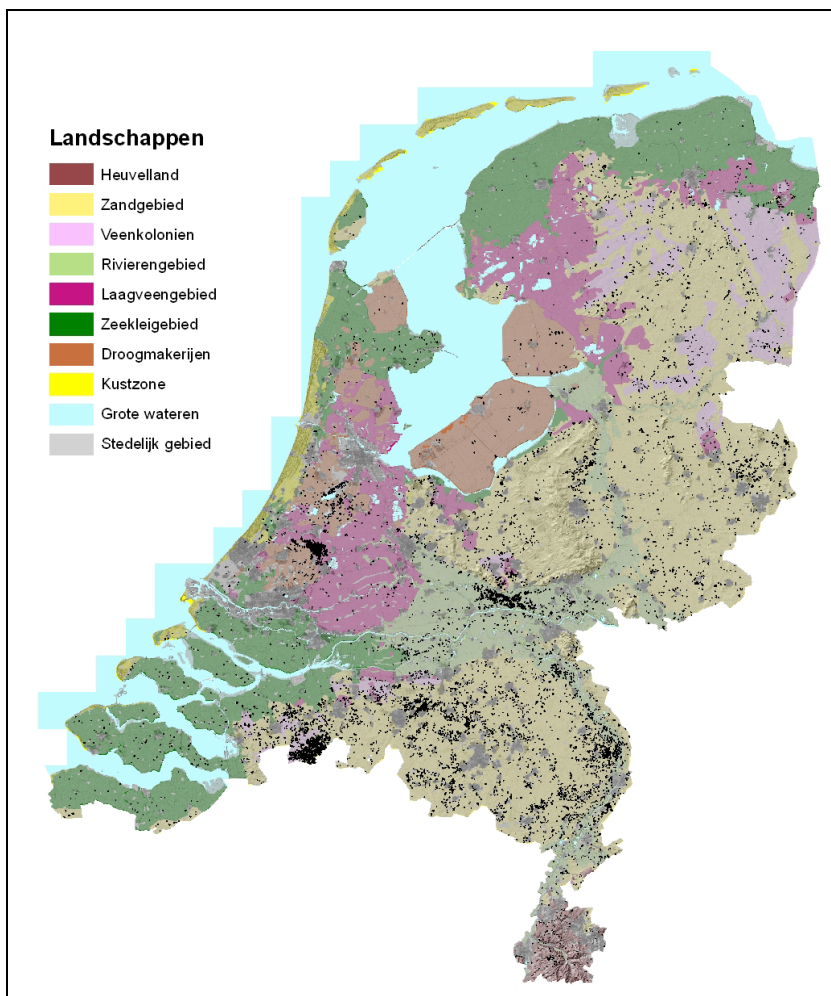 Landschappen
Heuvelland
Zandgebied
Veenkolonien
Rivierengebied
Laagveengebied
Zeekleigebied
Droogmakerijen
Kustzone
Grote wateren
Stedelijk gebied